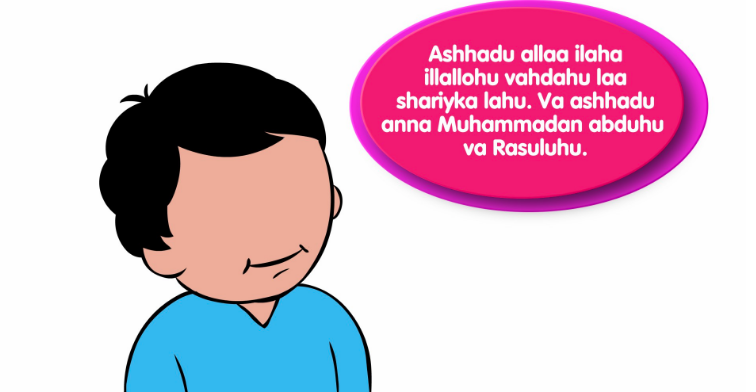 Ashhadu allaa ilaha
illallohu vahdahu laa
shariyka lahu. Va ashhadu
anna Muhammadan abduhu
va Rasuluhu.